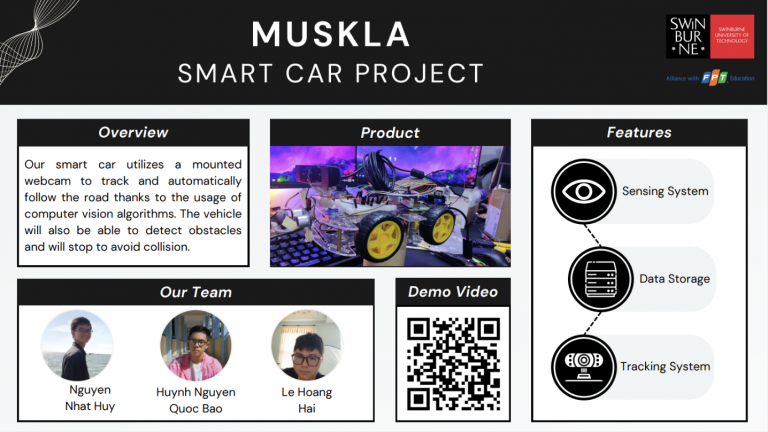 MUSKLA
SMART CAR PROJECT
SWiN
BUR
NE
SWINBURNE
UNIVERSITY OF
TECHNOLOGY
Alliance with FPT Education
Overview
Our smart car utilizes a mounted
webcam to track and automatically
follow the road thanks to the usage of
computer vision algorithms. The vehicle
will also be able to detect obstacles
and will stop to avoid collision.
Product
Features
Sensing System
Data Storage
Tracking System
Our Team
Nguyen
Nhat Huy
Huynh Nguyen
Quoc Bao
Le Hoang
Hai
Demo Video